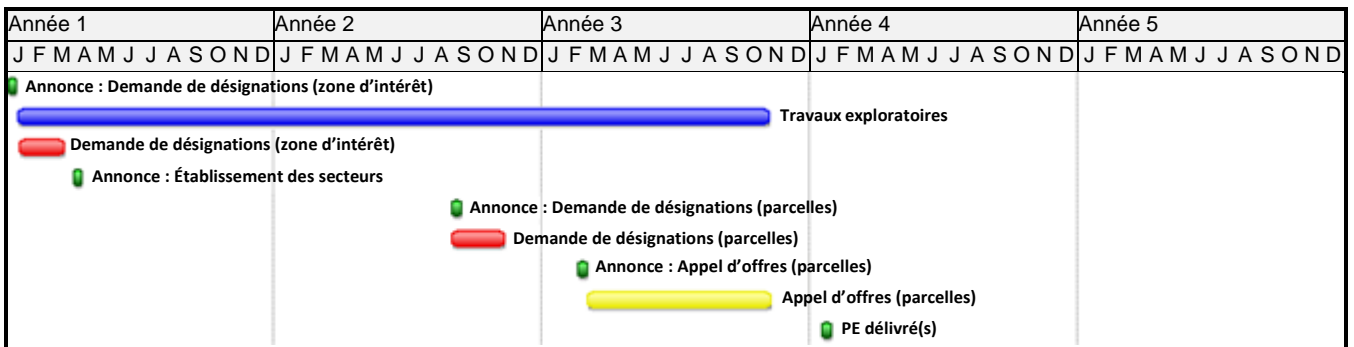 Année 1 Année 2 Année 3 Année 4 Année 5
J F M A M J J A S O N D J F M A M J J A S O N D J F M A M J J A S O N D J F M A M J J A S O N D J F M A M J J A S O N D
Annonce : Demande de désignations (zone d’intérêt)
Travaux exploratoires
Demande de désignations (zone d’intérêt)
Annonce : Établissement des secteurs
Annonce : Demande de désignations (parcelles)
Demande de désignations (parcelles)
Annonce : Appel d’offres (parcelles)
Appel d’offres (parcelles)
PE délivré(s)